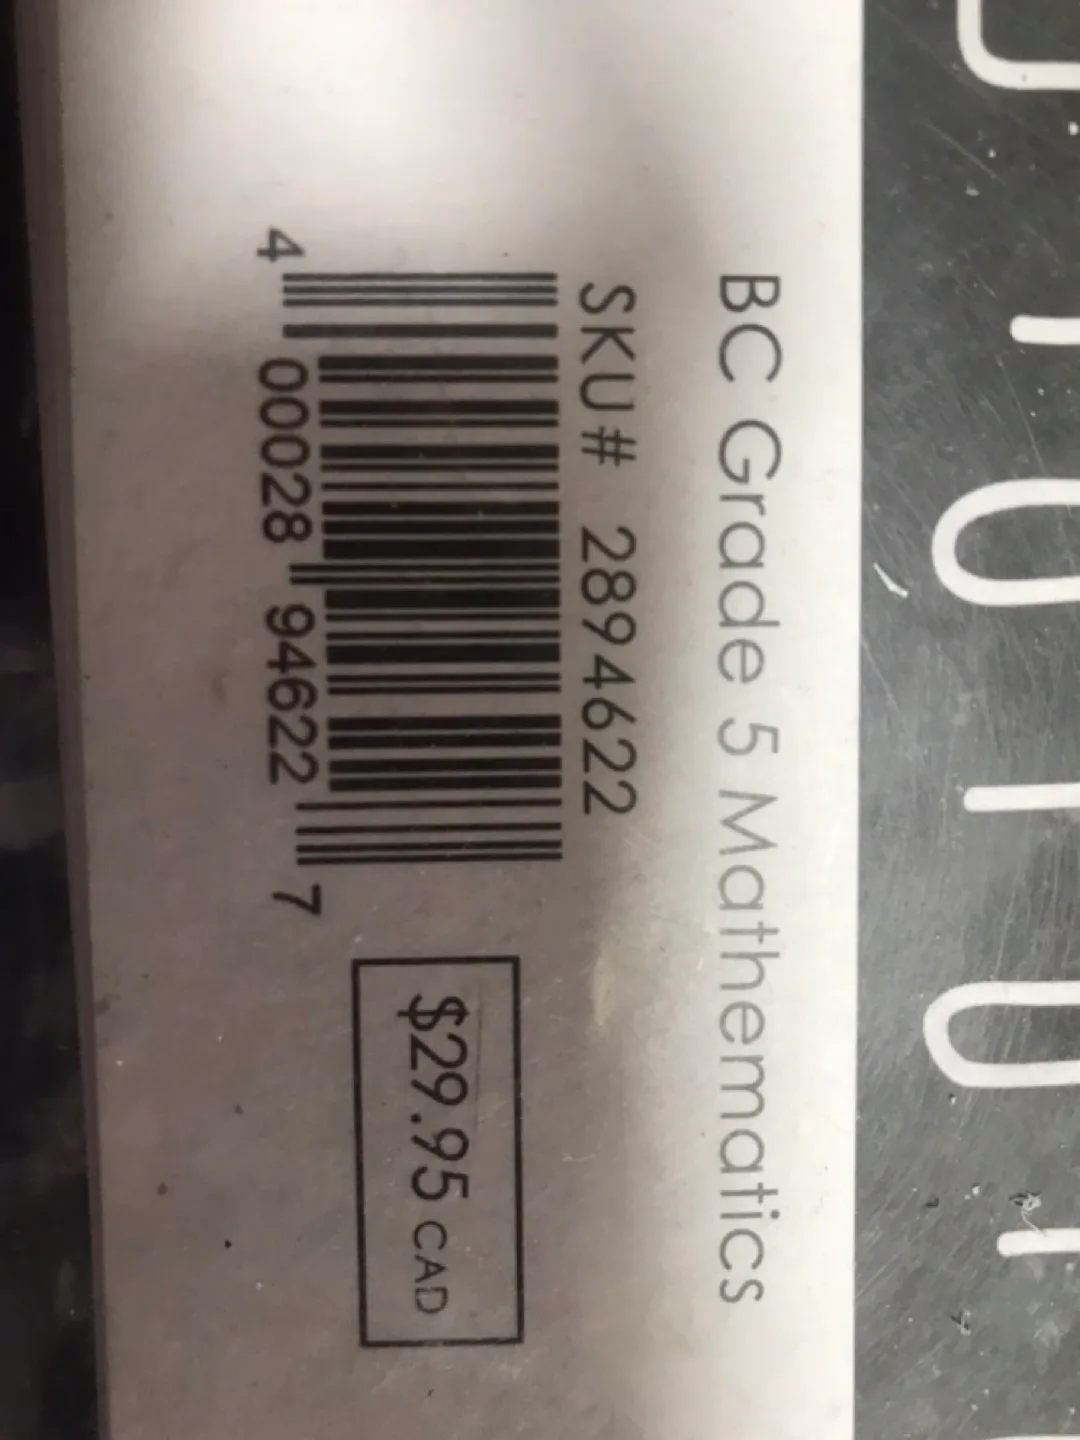 BC Grade 5 Mathematics
SKU# 2894622
4 00028 94622 7
$29.95 CAD